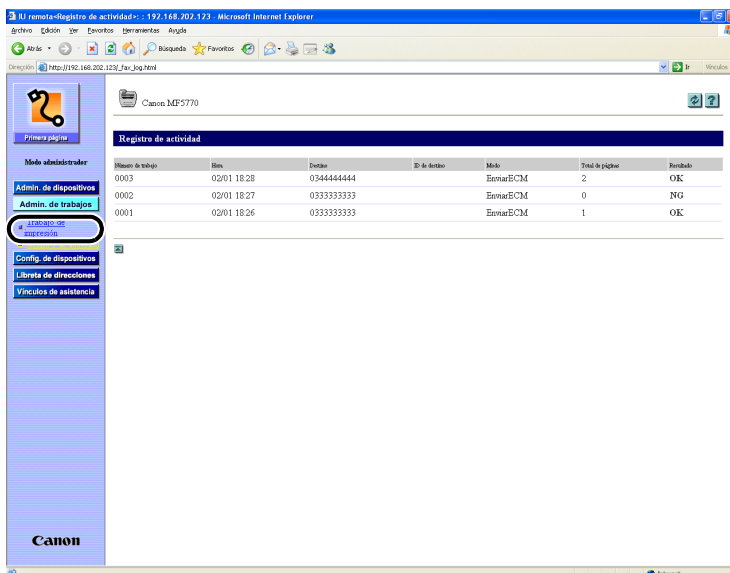 IU remota<Registro de actividad>: : 192.168.202.123 - Microsoft Internet Explorer
Archivo Edición Ver Favoritos Herramientas Ayuda
Atrás Búsqueda Favoritos
Dirección http://192.168.202.123/_fax_log.html Ir Vínculos
Primera página
Canon MF5770
Registro de actividad
Modo administrador
Número de trabajo Hora Destino ID de destino Modo Total de páginas Resultado
0003 02/01 18:28 0344444444 EnviarECM 2 OK
0002 02/01 18:27 0333333333 EnviarECM 0 NG
0001 02/01 18:26 0333333333 EnviarECM 1 OK
Admin. de dispositivos
Admin. de trabajos
Trabajo de
impresión
Config. de dispositivos
Libreta de direcciones
Vínculos de asistencia
Canon